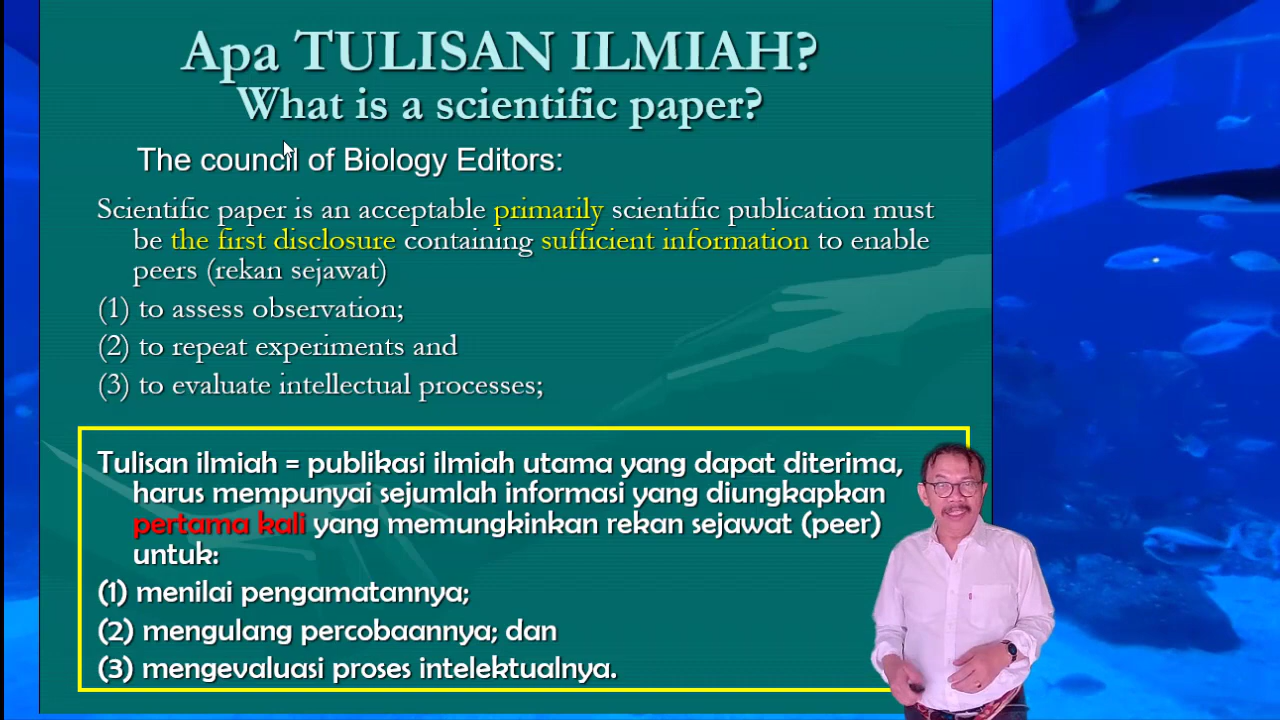 Apa TULISAN ILMIAH?
What is a scientific paper?
The council of Biology Editors:
Scientific paper is an acceptable primarily scientific publication must
be the first disclosure containing sufficient information to enable
peers (rekan sejawat)
(1) to assess observation;
(2) to repeat experiments and
(3) to evaluate intellectual processes;
Tulisan ilmiah = publikasi ilmiah utama yang dapat diterima,
harus mempunyai sejumlah informasi yang diungkapkan
pertama kali yang memungkinkan rekan sejawat (peer)
untuk:
(1) menilai pengamatannya;
(2) mengulang percobaannya; dan
(3) mengevaluasi proses intelektualnya.